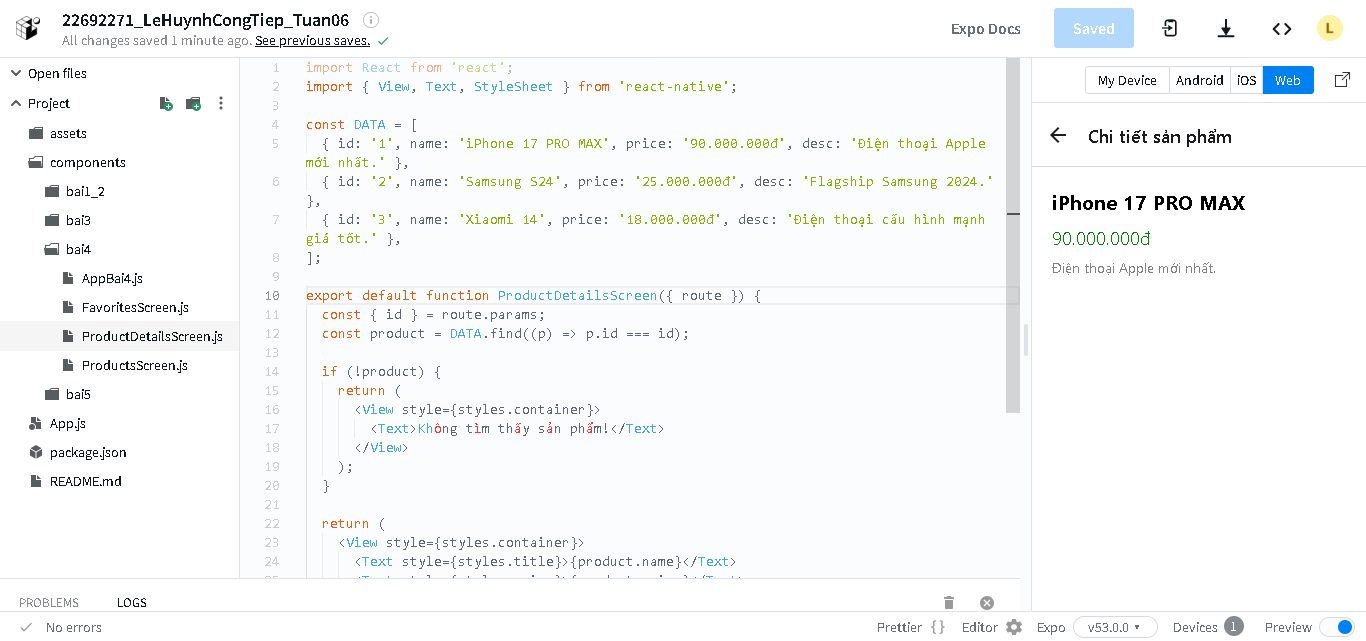 22692271_LeHuynhCongTiep_Tuan06
All changes saved 1 minute ago. See previous saves.
Expo Docs
Saved
L
Open files
Project
assets
components
bai1_2
bai3
bai4
AppBai4.js
FavoritesScreen.js
ProductDetailsScreen.js
ProductsScreen.js
bai5
App.js
package.json
README.md
1 import React from 'react';
2 import { View, Text, StyleSheet } from 'react-native';
3
4 const DATA = [
5 { id: '1', name: 'iPhone 17 PRO MAX', price: '90.000.000đ', desc: 'Điện thoại Apple
mới nhất.' },
6 { id: '2', name: 'Samsung S24', price: '25.000.000đ', desc: 'Flagship Samsung 2024.'
},
7 { id: '3', name: 'Xiaomi 14', price: '18.000.000đ', desc: 'Điện thoại cấu hình mạnh
giá tốt.' },
8 ];
9
10 export default function ProductDetailsScreen({ route }) {
11 const { id } = route.params;
12 const product = DATA.find((p) => p.id === id);
13
14 if (!product) {
15 return (
16 <View style={styles.container}>
17 <Text>Không tìm thấy sản phẩm!</Text>
18 </View>
19 );
20 }
21
22 return (
23 <View style={styles.container}>
24 <Text style={styles.title}>{product.name}</Text>
My Device
Android
iOS
Web
Chi tiết sản phẩm
iPhone 17 PRO MAX
90.000.000đ
Điện thoại Apple mới nhất.
PROBLEMS
LOGS
No errors
Prettier {}
Editor
Expo
v53.0.0
Devices 1
Preview